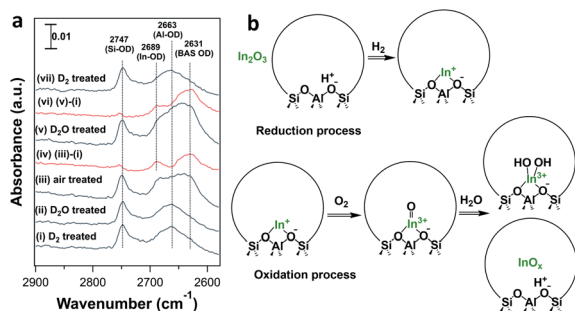 a
0.01
2747
(Si-OD)
2689
(In-OD)
2663
(Al-OD)
2631
(BAS OD)
(vii) D₂ treated
(vi) (v)-(i)
(v) D₂O treated
(iv) (iii)-(i)
(iii) air treated
(ii) D₂O treated
(i) D₂ treated
Absorbance (a.u.)
2900 2800 2700 2600
Wavenumber (cm⁻¹)
b
In₂O₃
H⁺
O O⁻
Si Al Si
H₂
In⁺
O O⁻
Si Al Si
Reduction process
In⁺
O O⁻
Si Al Si
O₂
O
In³⁺
O O⁻
Si Al Si
H₂O
HO OH
In³⁺
O O⁻
Si Al Si
InOₓ
H⁺
O O⁻
Si Al Si
Oxidation process